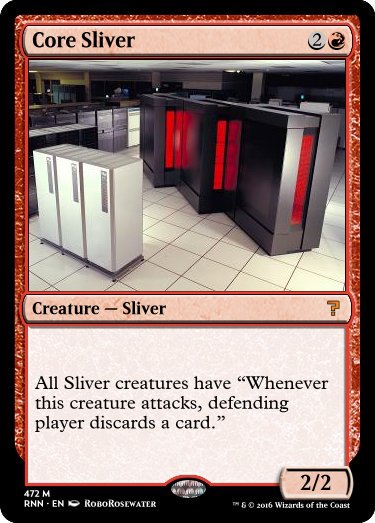 Core Sliver 2
Creature — Sliver
All Sliver creatures have “Whenever
this creature attacks, defending
player discards a card.”
2/2
472 M
RNN • EN RoboRosewater
™ & © 2016 Wizards of the Coast